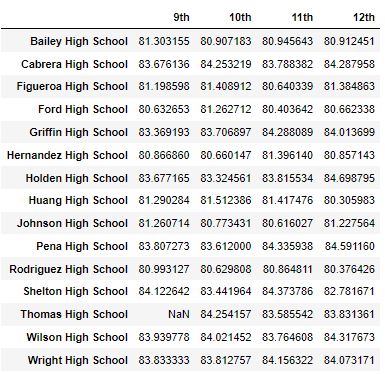 9th 10th 11th 12th
Bailey High School 81.303155 80.907183 80.945643 80.912451
Cabrera High School 83.676136 84.253219 83.788382 84.287958
Figueroa High School 81.198598 81.408912 80.640339 81.384863
Ford High School 80.632653 81.262712 80.403642 80.662338
Griffin High School 83.369193 83.706897 84.288089 84.013699
Hernandez High School 80.866860 80.660147 81.396140 80.857143
Holden High School 83.677165 83.324561 83.815534 84.698795
Huang High School 81.290284 81.512386 81.417476 80.305983
Johnson High School 81.260714 80.773431 80.616027 81.227564
Pena High School 83.807273 83.612000 84.335938 84.591160
Rodriguez High School 80.993127 80.629808 80.864811 80.376426
Shelton High School 84.122642 83.441964 84.373786 82.781671
Thomas High School NaN 84.254157 83.585542 83.831361
Wilson High School 83.939778 84.021452 83.764608 84.317673
Wright High School 83.833333 83.812757 84.156322 84.073171